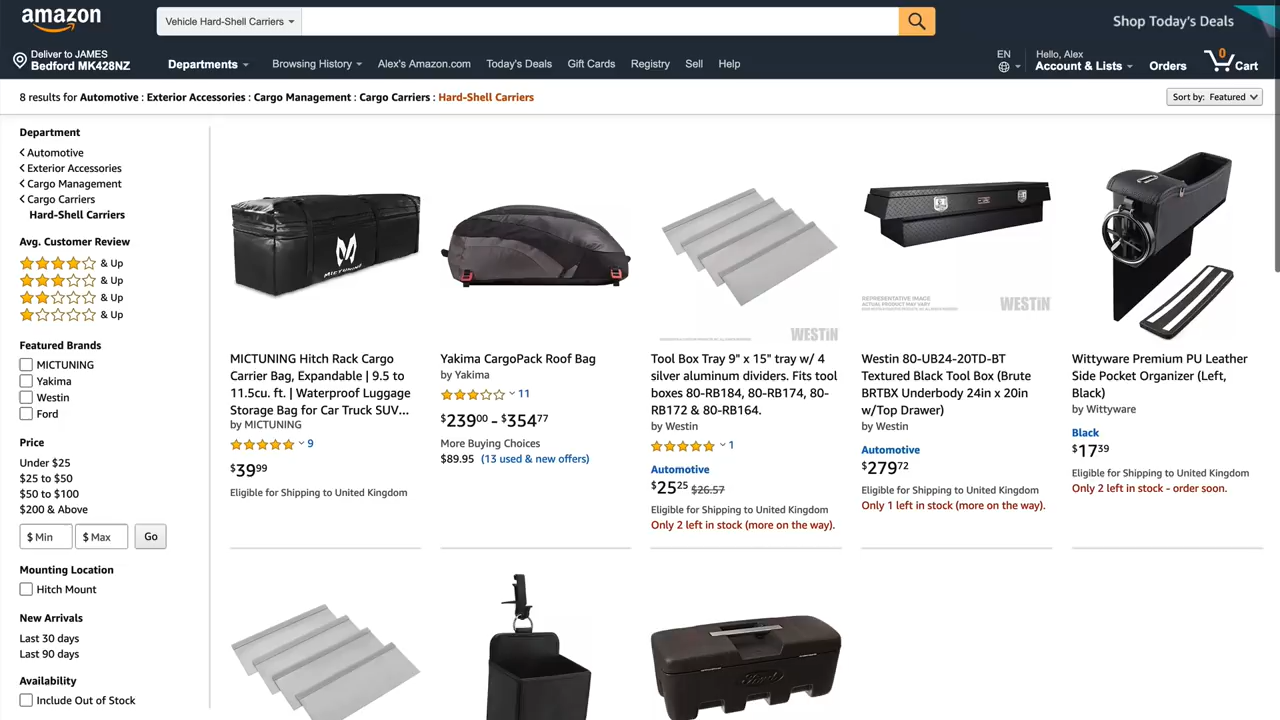 amazon
Vehicle Hard-Shell Carriers
Shop Today's Deals
Deliver to JAMES
Bedford MK428NZ
Departments
Browsing History
Alex's Amazon.com
Today's Deals
Gift Cards
Registry
Sell
Help
EN
Hello, Alex
Account & Lists
Orders
0
Cart
8 results for Automotive : Exterior Accessories : Cargo Management : Cargo Carriers : Hard-Shell Carriers
Sort by: Featured
Department
Automotive
Exterior Accessories
Cargo Management
Cargo Carriers
Hard-Shell Carriers
Avg. Customer Review
& Up
& Up
& Up
& Up
Featured Brands
MICTUNING
Yakima
Westin
Ford
Price
Under $25
$25 to $50
$50 to $100
$200 & Above
$ Min
$ Max
Go
Mounting Location
Hitch Mount
New Arrivals
Last 30 days
Last 90 days
Availability
Include Out of Stock
MICTUNING
MICTUNING Hitch Rack Cargo
Carrier Bag, Expandable | 9.5 to
11.5cu. ft. | Waterproof Luggage
Storage Bag for Car Truck SUV...
by MICTUNING
9
$3999
Eligible for Shipping to United Kingdom
Yakima CargoPack Roof Bag
by Yakima
11
$23900 - $35477
More Buying Choices
$89.95 (13 used & new offers)
WESTIN
Tool Box Tray 9" x 15" tray w/ 4
silver aluminum dividers. Fits tool
boxes 80-RB184, 80-RB174, 80-
RB172 & 80-RB164.
by Westin
1
Automotive
$2525 $26.57
Eligible for Shipping to United Kingdom
Only 2 left in stock (more on the way).
REPRESENTATIVE IMAGE
ACTUAL PRODUCT MAY VARY
WESTIN
Westin 80-UB24-20TD-BT
Textured Black Tool Box (Brute
BRTBX Underbody 24in x 20in
w/Top Drawer)
by Westin
Automotive
$27972
Eligible for Shipping to United Kingdom
Only 1 left in stock (more on the way).
Wittyware Premium PU Leather
Side Pocket Organizer (Left,
Black)
by Wittyware
Black
$1739
Eligible for Shipping to United Kingdom
Only 2 left in stock - order soon.
Ford